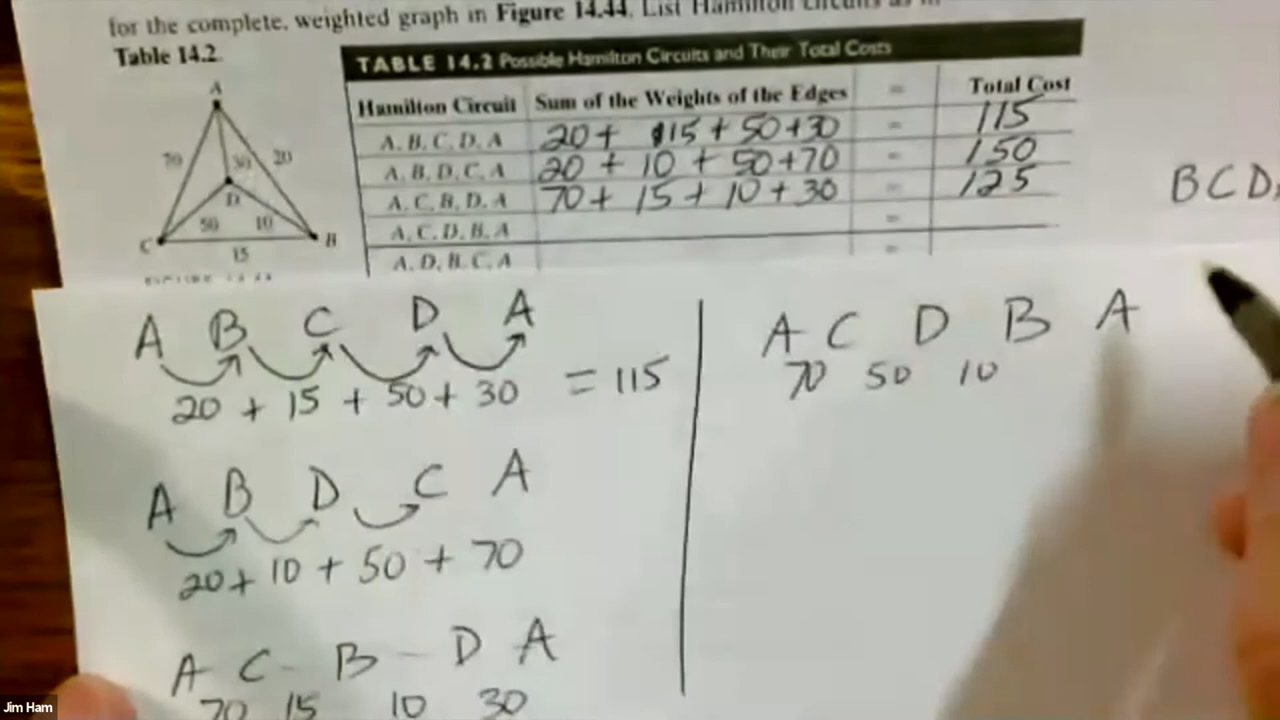 for the complete, weighted graph in Figure 14.44. List Hamilton circuits as in
Table 14.2.
A
70
30
20
D
50
10
C
B
15
TABLE 14.2 Possible Hamilton Circuits and Their Total Costs
Hamilton Circuit Sum of the Weights of the Edges = Total Cost
A, B, C, D, A 20 + 15 + 50 + 30 = 115
A, B, D, C, A 20 + 10 + 50 + 70 = 150
A, C, B, D, A 70 + 15 + 10 + 30 = 125
A, C, D, B, A =
A, D, B, C, A =
BCD
A B C D A
20 + 15 + 50 + 30 = 115
A B D C A
20 + 10 + 50 + 70
A C - B - D A
70 15 10 30
A C D B A
70 50 10
Jim Ham